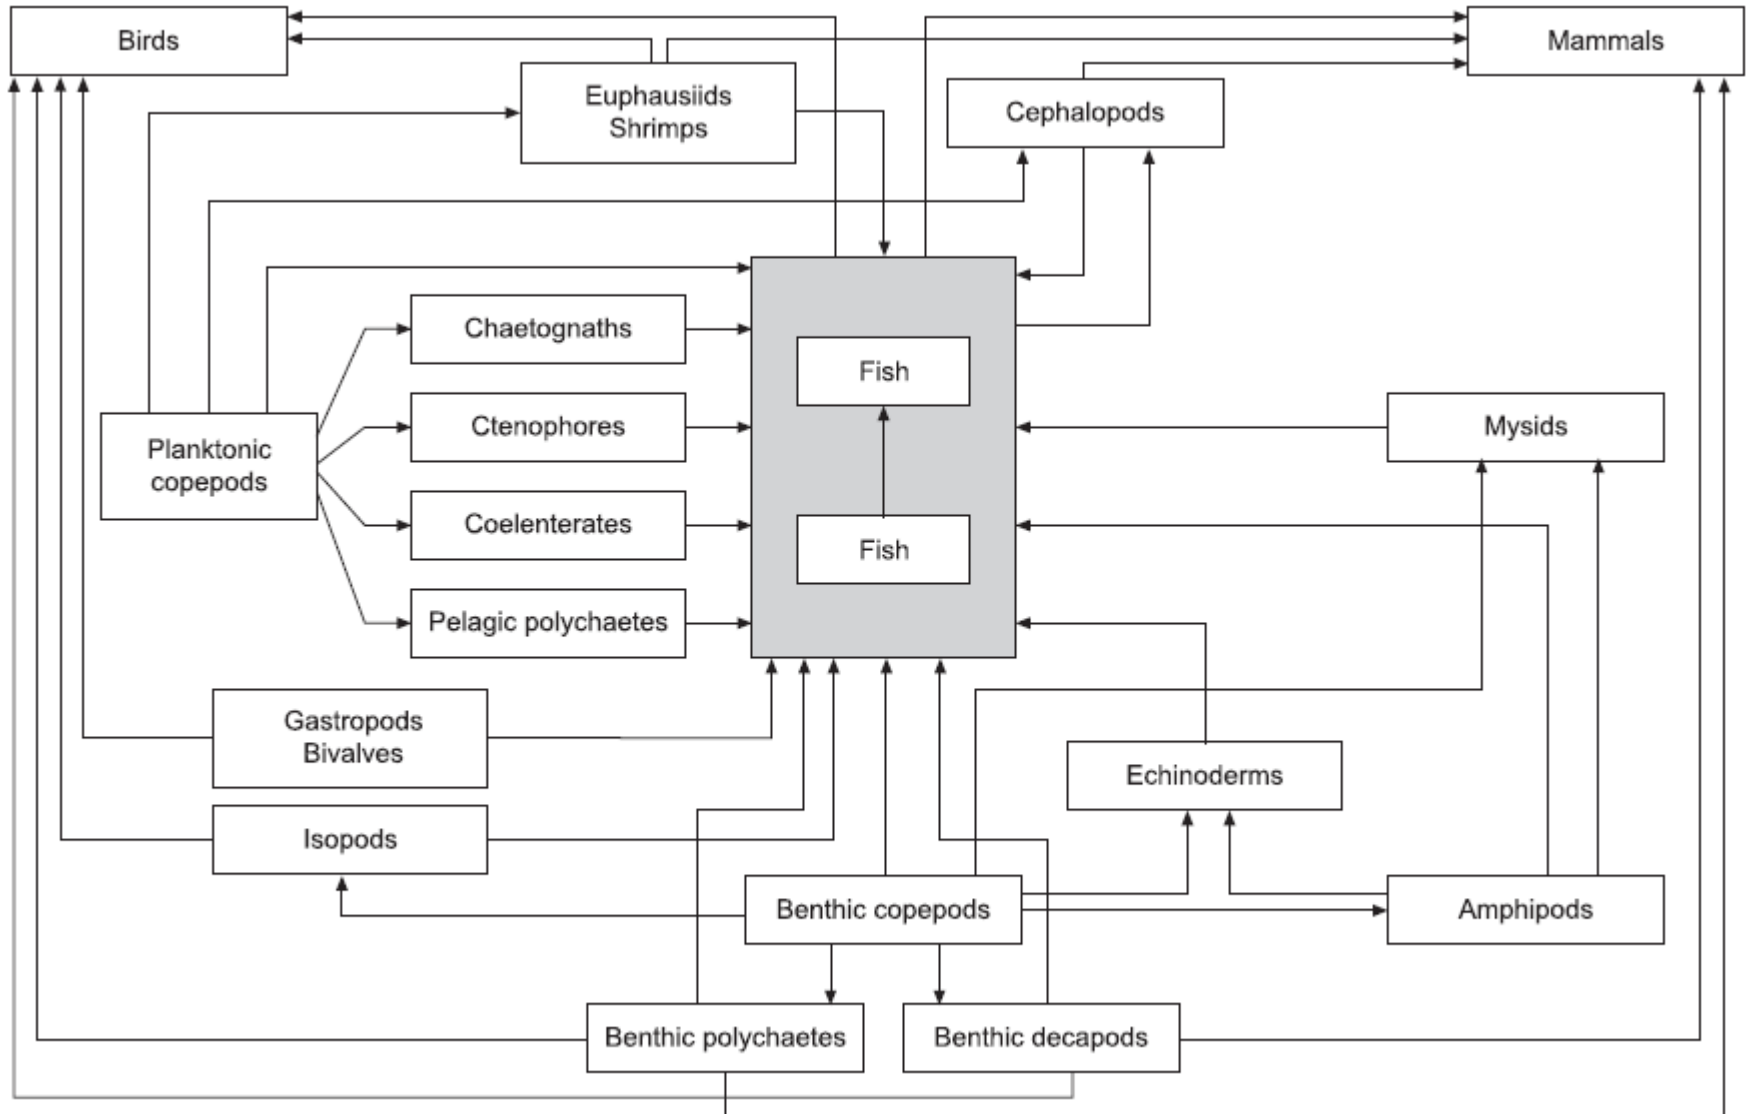 Birds
Mammals
Euphausiids
Shrimps
Cephalopods
Chaetognaths
Fish
Ctenophores
Mysids
Planktonic
copepods
Coelenterates
Fish
Pelagic polychaetes
Gastropods
Bivalves
Echinoderms
Isopods
Benthic copepods
Amphipods
Benthic polychaetes
Benthic decapods